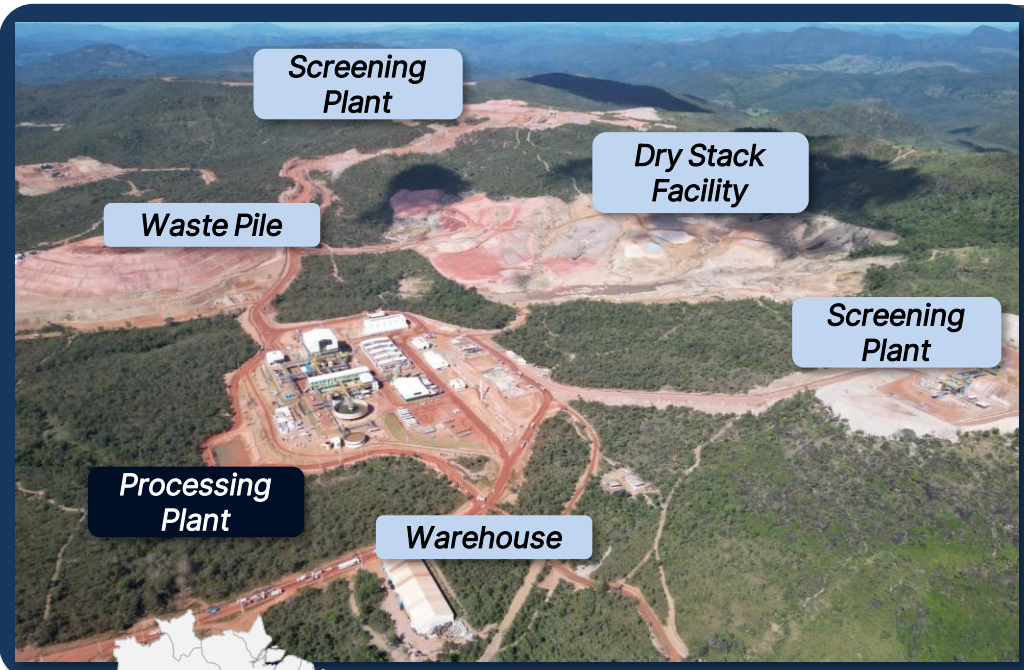 Screening
Plant
Dry Stack
Facility
Waste Pile
Screening
Plant
Processing
Plant
Warehouse